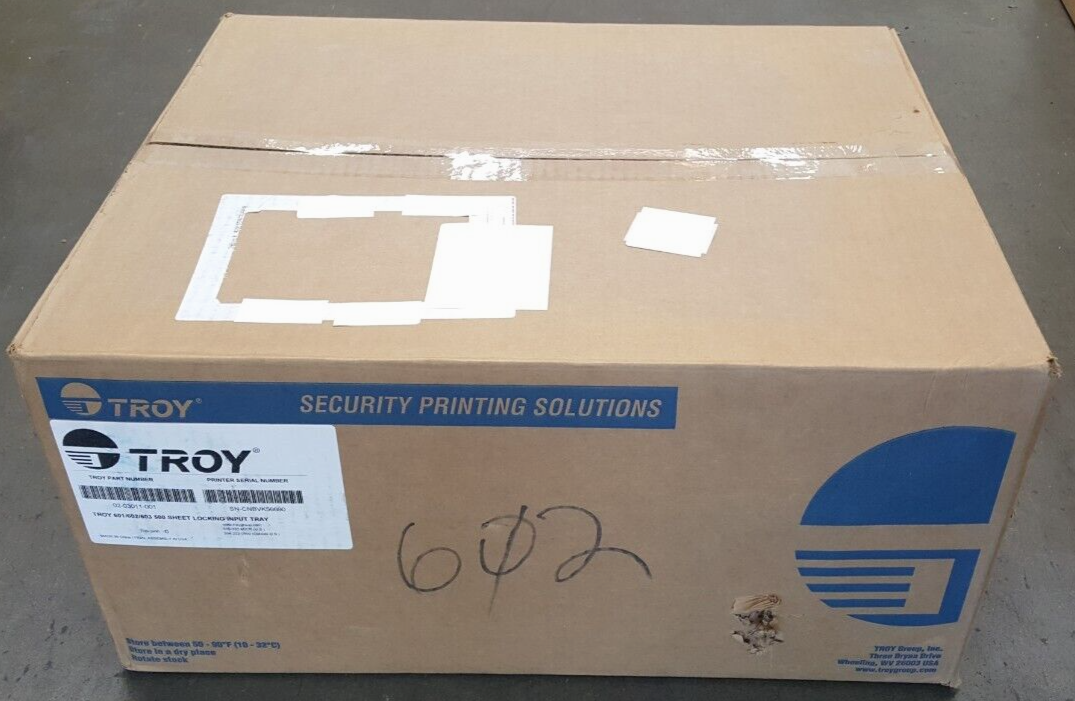 TROY®
SECURITY PRINTING SOLUTIONS
TROY®
TROY PART NUMBER
PRINTER SERIAL NUMBER
02-03011-001
TROY 601/602/603 500 SHEET LOCKING INPUT TRAY
602
Store between 50 - 90°F (10 - 32°C)
Store in a dry place
Rotate stock
TROY Group, Inc.
Three Bryan Drive
Wheeling, WV 26003 USA
www.troygroup.com